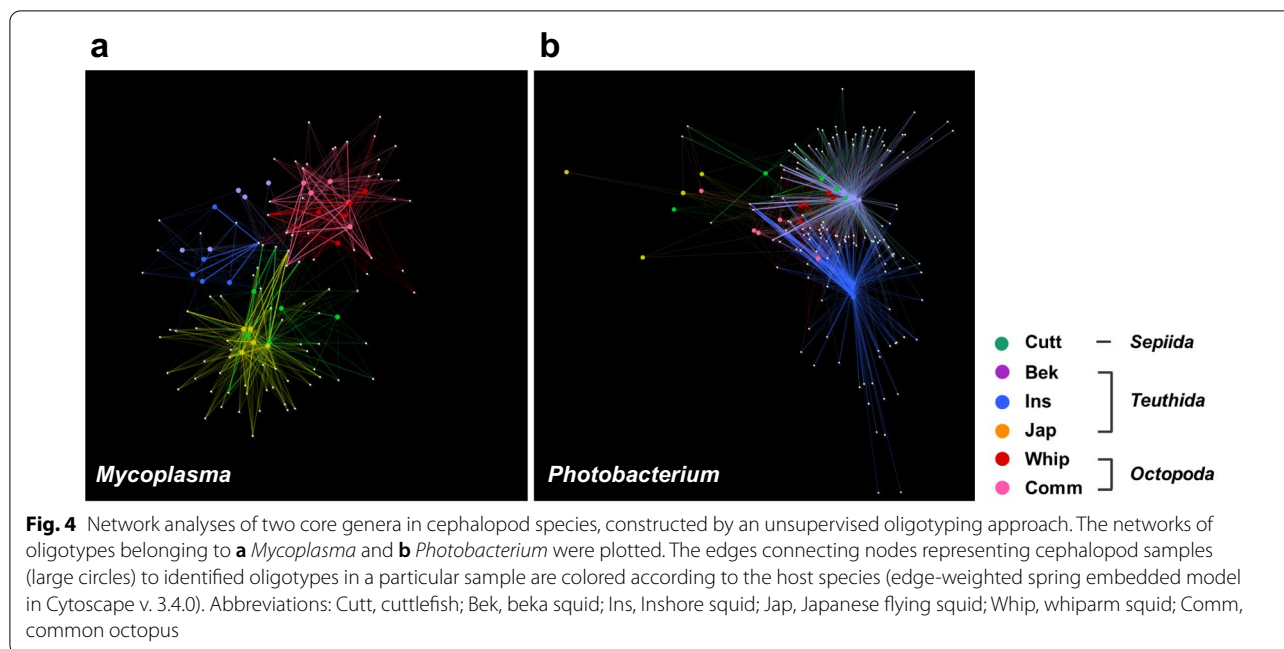 a
b
Mycoplasma
Photobacterium
Cutt
Sepiida
Bek
Ins
Teuthida
Jap
Whip
Octopoda
Comm
Fig. 4 Network analyses of two core genera in cephalopod species, constructed by an unsupervised oligotyping approach. The networks of
oligotypes belonging to a Mycoplasma and b Photobacterium were plotted. The edges connecting nodes representing cephalopod samples
(large circles) to identified oligotypes in a particular sample are colored according to the host species (edge-weighted spring embedded model
in Cytoscape v. 3.4.0). Abbreviations: Cutt, cuttlefish; Bek, beka squid; Ins, Inshore squid; Jap, Japanese flying squid; Whip, whiparm squid; Comm,
common octopus